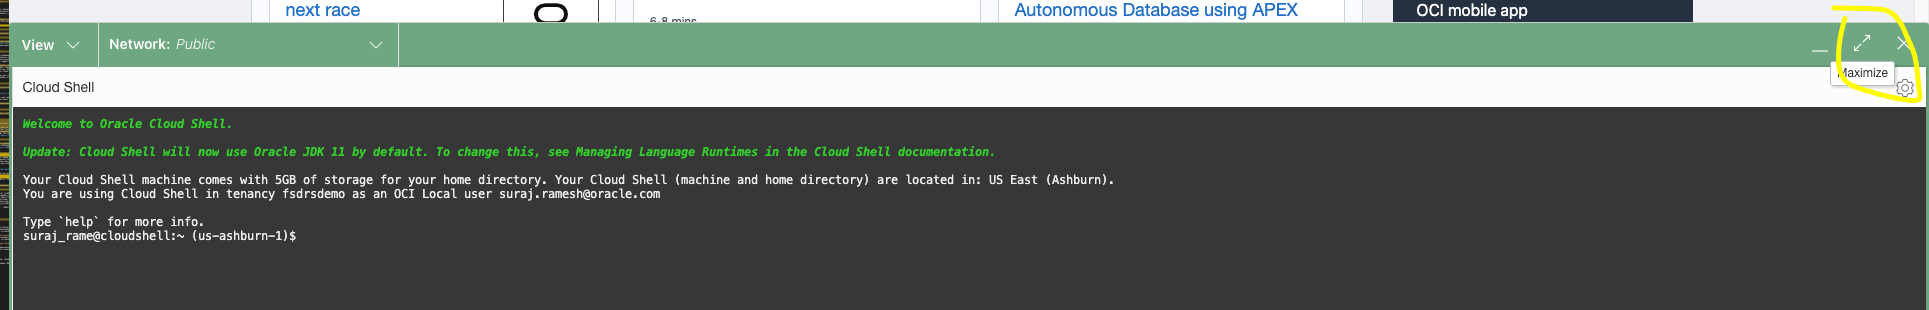 next race
6-8 mins
Autonomous Database using APEX
OCI mobile app
View
Network: Public
Maximize
Cloud Shell
Welcome to Oracle Cloud Shell.
Update: Cloud Shell will now use Oracle JDK 11 by default. To change this, see Managing Language Runtimes in the Cloud Shell documentation.
Your Cloud Shell machine comes with 5GB of storage for your home directory. Your Cloud Shell (machine and home directory) are located in: US East (Ashburn).
You are using Cloud Shell in tenancy fsdrsdemo as an OCI Local user suraj.ramesh@oracle.com
Type `help` for more info.
suraj_rame@cloudshell:~ (us-ashburn-1)$